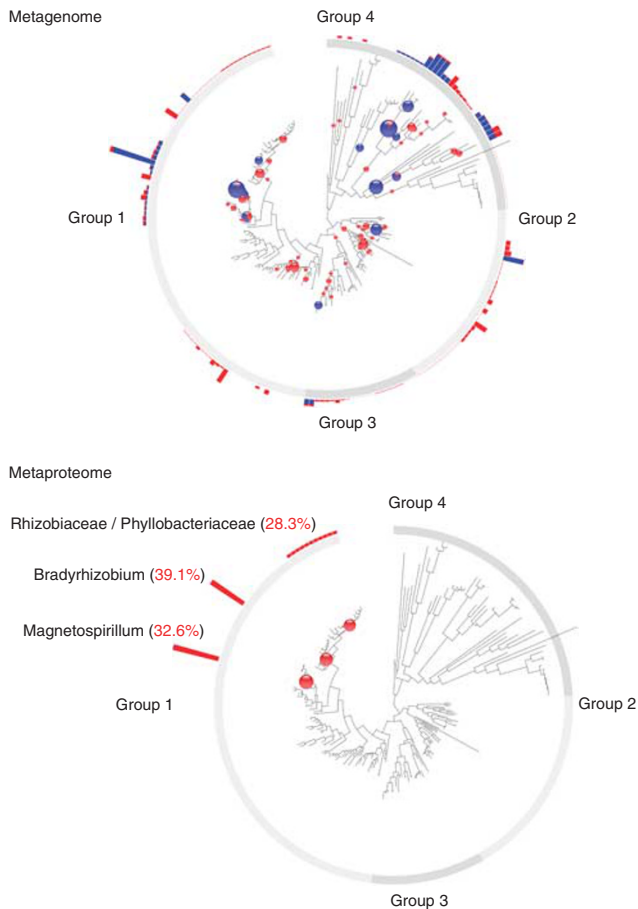 Metagenome
Group 4
Group 1
Group 2
Group 3
Metaproteome
Group 4
Rhizobiaceae / Phyllobacteriaceae (28.3%)
Bradyrhizobium (39.1%)
Magnetospirillum (32.6%)
Group 1
Group 2
Group 3